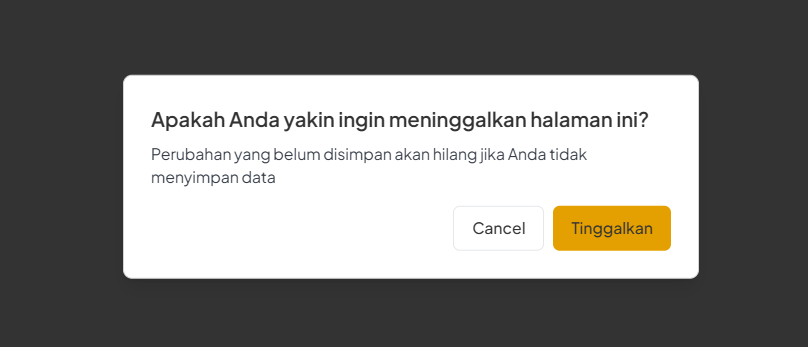 Apakah Anda yakin ingin meninggalkan halaman ini?
Perubahan yang belum disimpan akan hilang jika Anda tidak
menyimpan data
Cancel
Tinggalkan